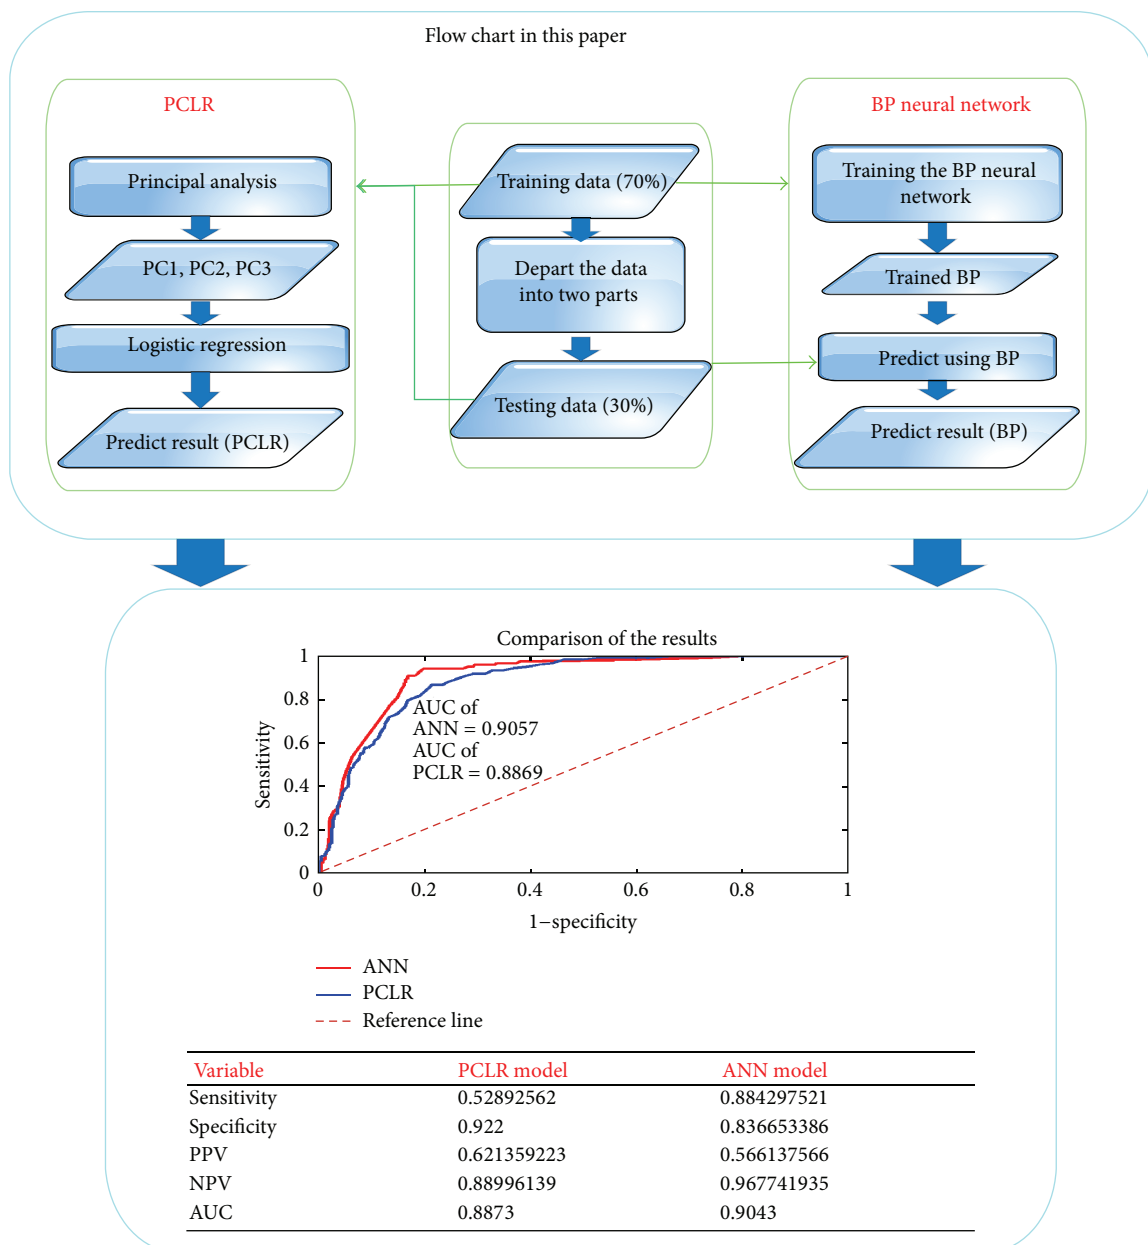 Flow chart in this paper
PCLR
Principal analysis
PC1, PC2, PC3
Logistic regression
Predict result (PCLR)
Training data (70%)
Depart the data
into two parts
Testing data (30%)
BP neural network
Training the BP neural
network
Trained BP
Predict using BP
Predict result (BP)
Comparison of the results
1
0.8
0.6
0.4
0.2
0
Sensitivity
AUC of
ANN = 0.9057
AUC of
PCLR = 0.8869
0 0.2 0.4 0.6 0.8 1
1−specificity
ANN
PCLR
Reference line
Variable PCLR model ANN model
Sensitivity 0.52892562 0.884297521
Specificity 0.922 0.836653386
PPV 0.621359223 0.566137566
NPV 0.88996139 0.967741935
AUC 0.8873 0.9043